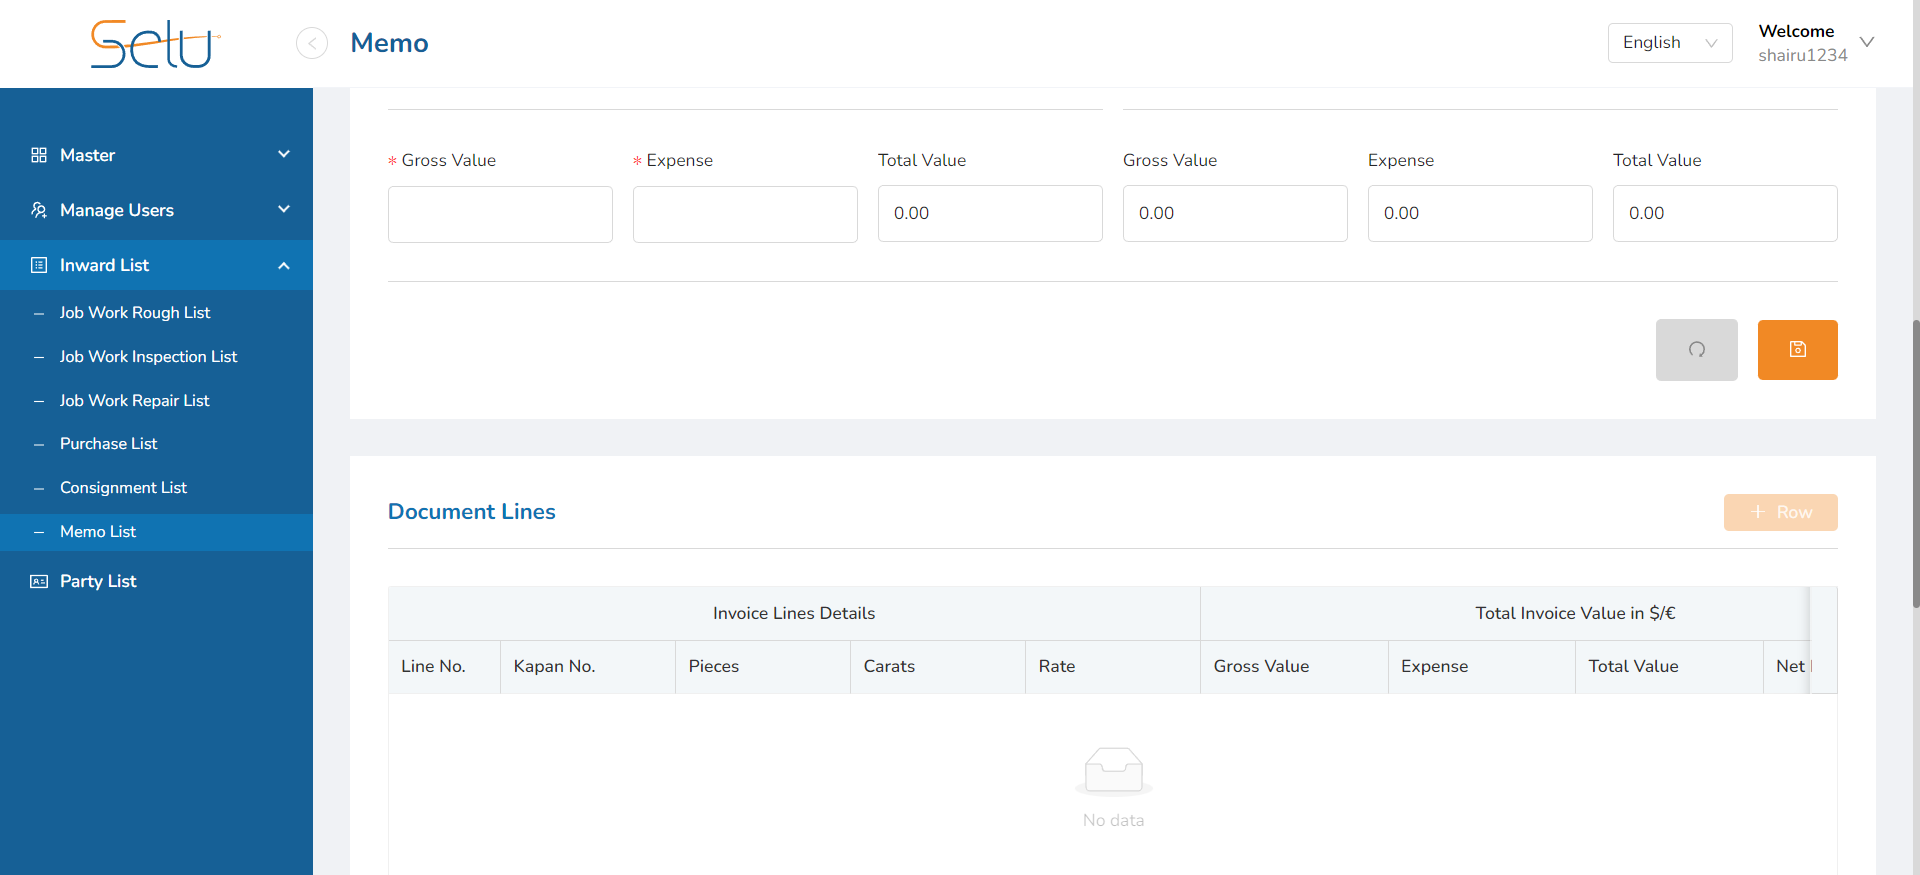 Setu
Memo
English
Welcome
shairu1234
Master
Manage Users
Inward List
– Job Work Rough List
– Job Work Inspection List
– Job Work Repair List
– Purchase List
– Consignment List
– Memo List
Party List
* Gross Value * Expense Total Value Gross Value Expense Total Value
0.00 0.00 0.00 0.00
Document Lines
+ Row
Invoice Lines Details Total Invoice Value in $/€
Line No. Kapan No. Pieces Carats Rate Gross Value Expense Total Value Net
No data